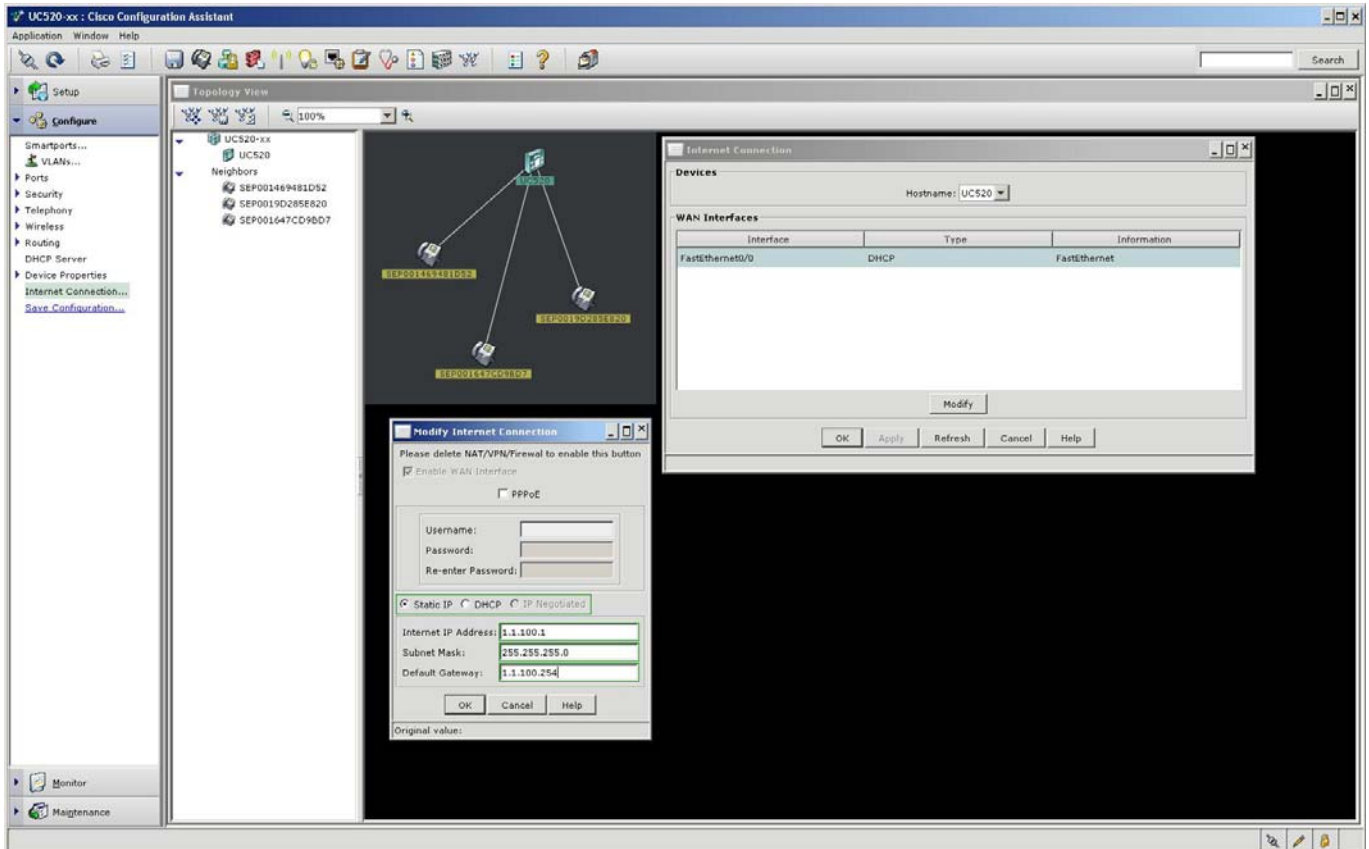 UC520-xx : Cisco Configuration Assistant
Application Window Help
Search
Setup
Configure
Smartports...
VLANs...
Ports
Security
Telephony
Wireless
Routing
DHCP Server
Device Properties
Internet Connection...
Save Configuration...
Monitor
Maintenance
Topology View
100%
UC520-xx
UC520
Neighbors
SEP001469481D52
SEP0019D285E820
SEP001647CD9BD7
UC520
SEP001469481D52
SEP0019D285E820
SEP001647CD9BD7
Internet Connection
Devices
Hostname: UC520
WAN Interfaces
Interface Type Information
FastEthernet0/0 DHCP FastEthernet
Modify
OK Apply Refresh Cancel Help
Modify Internet Connection
Please delete NAT/VPN/Firewal to enable this button
Enable WAN Interface
PPPoE
Username:
Password:
Re-enter Password:
Static IP DHCP IP Negotiated
Internet IP Address: 1.1.100.1
Subnet Mask: 255.255.255.0
Default Gateway: 1.1.100.254
OK Cancel Help
Original value: